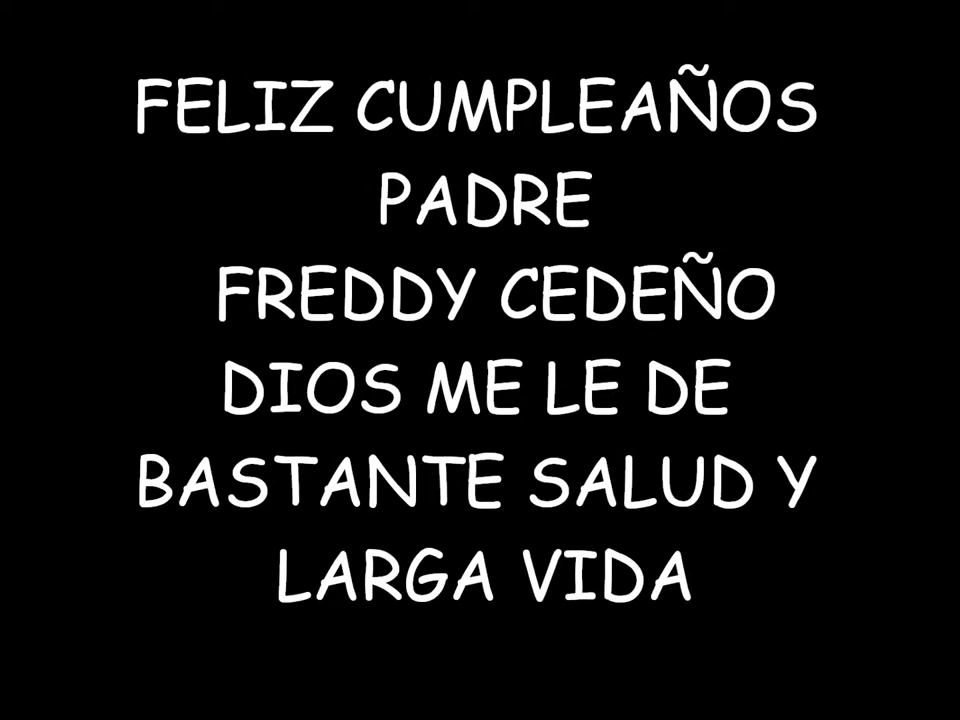 FELIZ CUMPLEAÑOS
PADRE
FREDDY CEDEÑO
DIOS ME LE DE
BASTANTE SALUD Y
LARGA VIDA